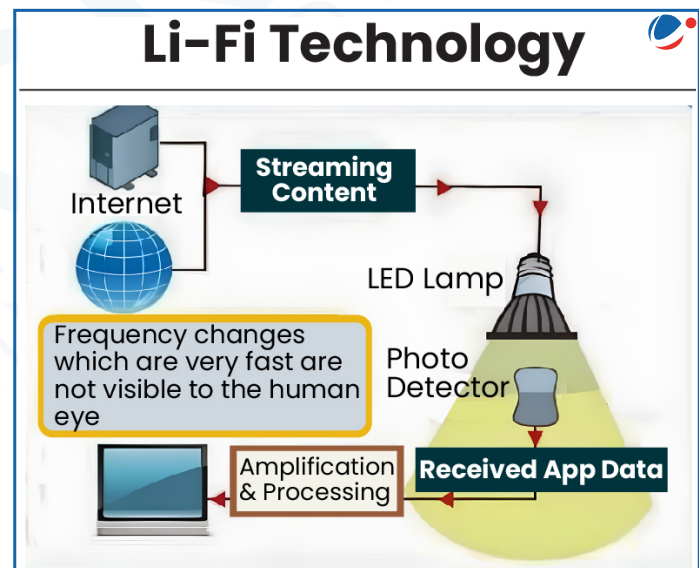 Li-Fi Technology
Internet
Streaming
Content
LED Lamp
Frequency changes
which are very fast are
not visible to the human
eye
Photo
Detector
Received App Data
Amplification
& Processing